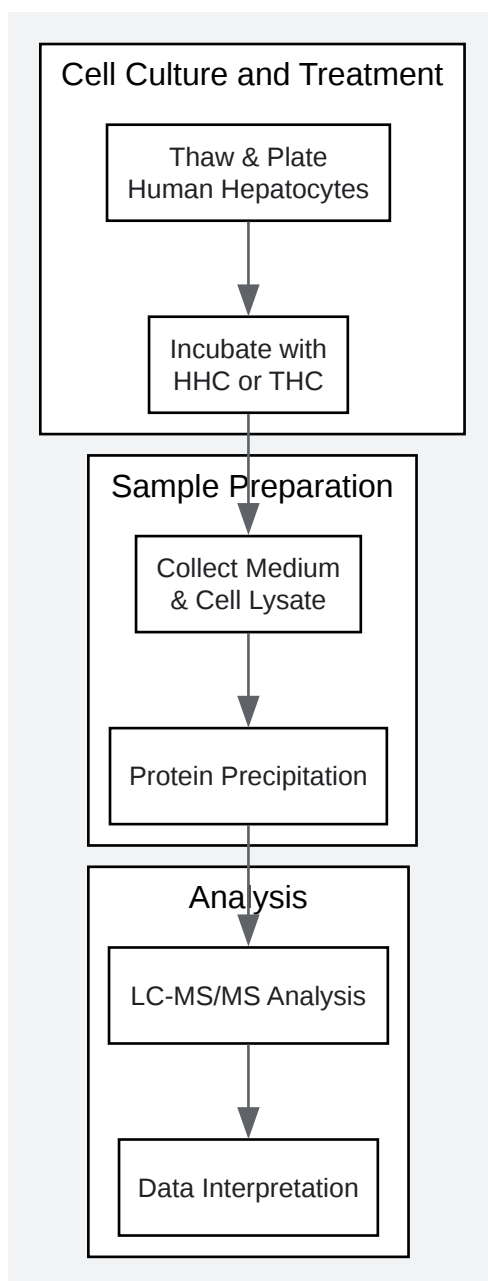 Cell Culture and Treatment
Thaw & Plate
Human Hepatocytes
Incubate with
HHC or THC
Sample Preparation
Collect Medium
& Cell Lysate
Protein Precipitation
Analysis
LC-MS/MS Analysis
Data Interpretation